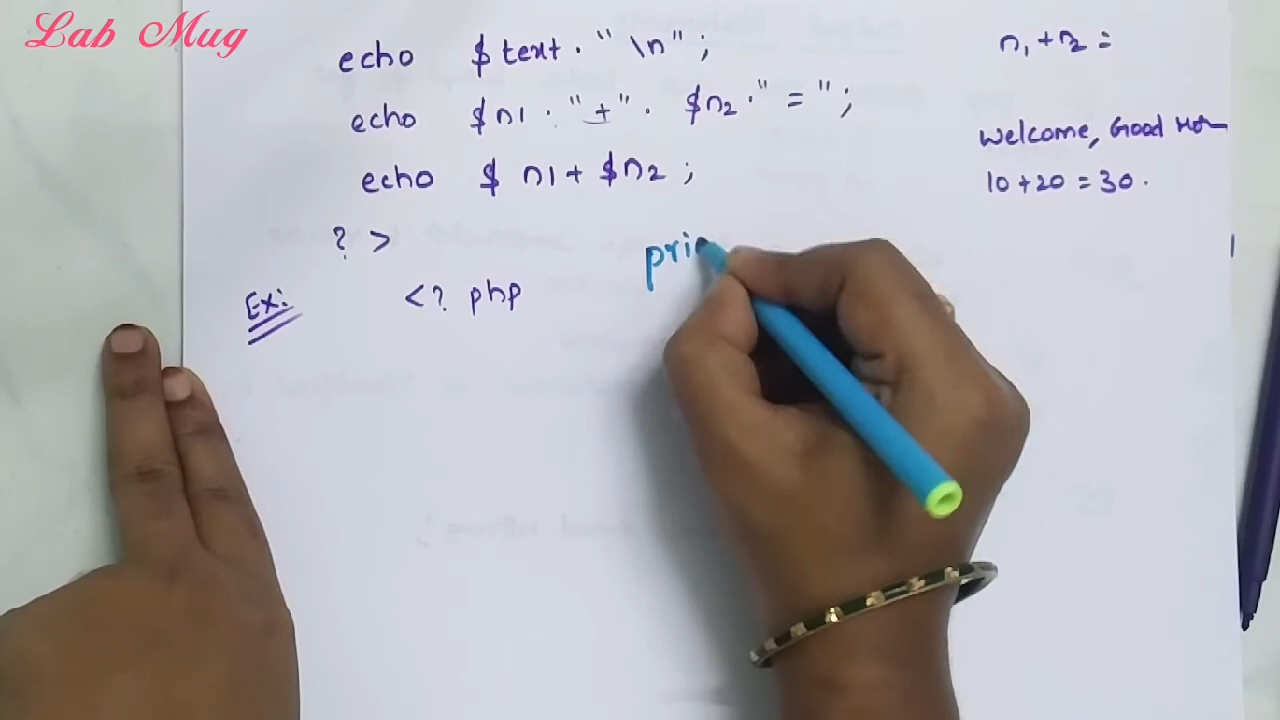 Lab Mug
echo $ text . " \n" ;
echo $n1 . "+" . $n2 ." = " ;
echo $ n1 + $n2 ;
? >
Ex:
<? php
pri
n1 + n2 =
Welcome, Good Mor
10 + 20 = 30.